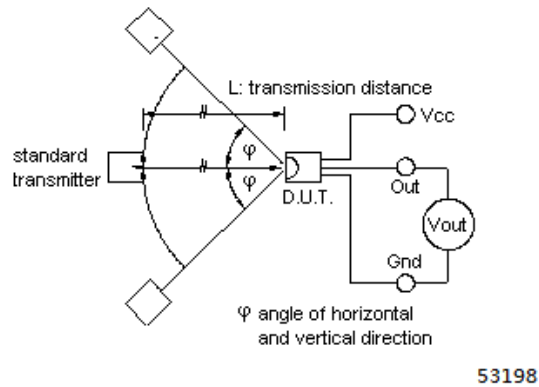 L: transmission distance
Vcc
standard
transmitter
φ
φ
D.U.T.
Out
Vout
Gnd
φ angle of horizontal
and vertical direction
53198